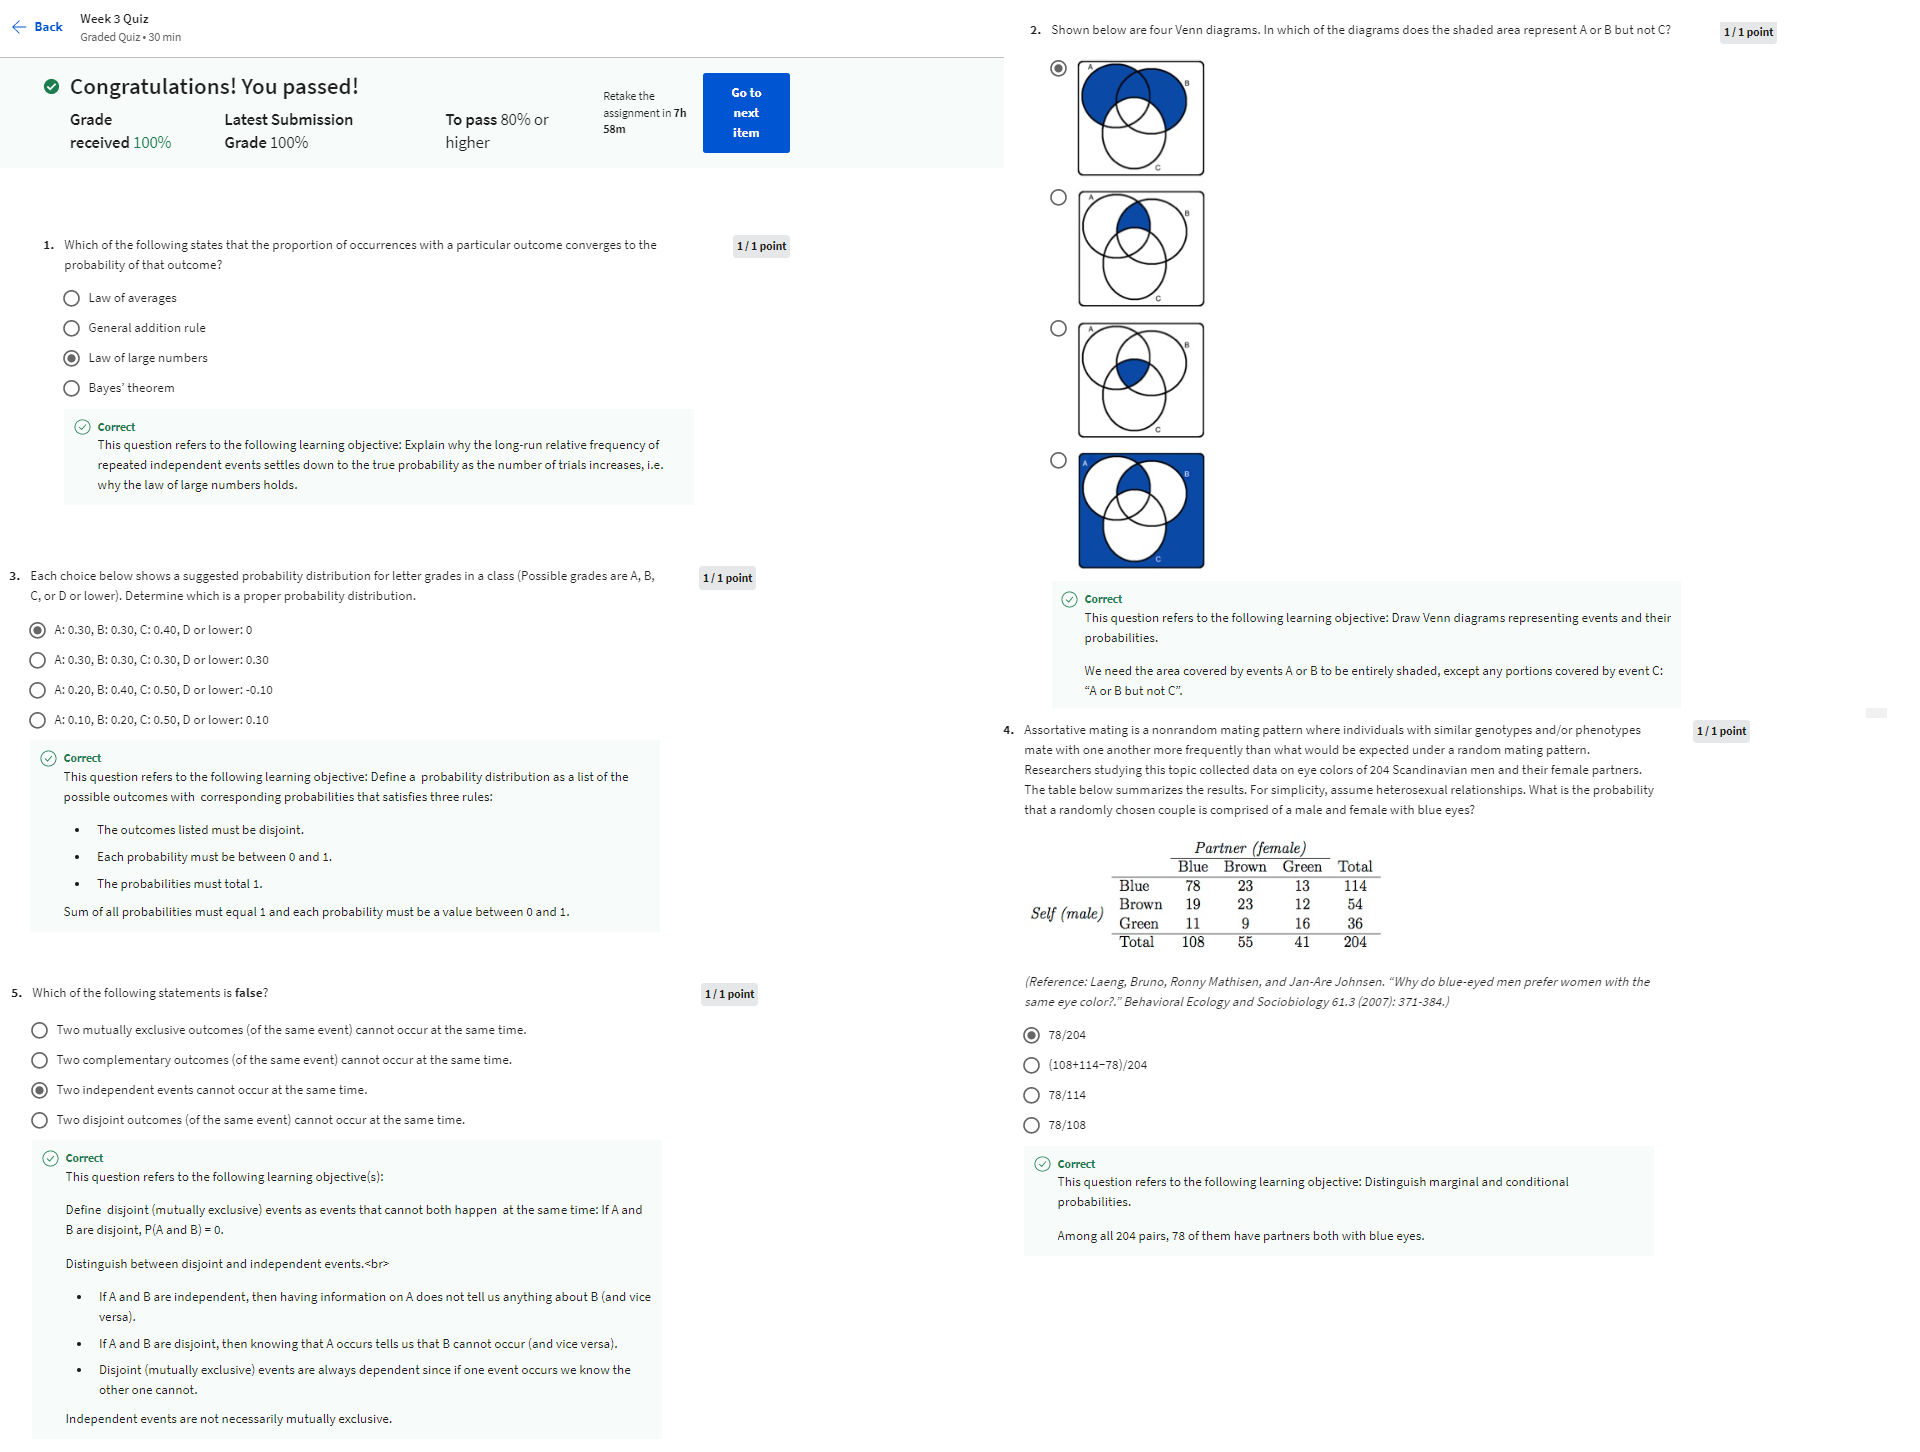 Back
Week 3 Quiz
Graded Quiz • 30 min
Congratulations! You passed!
Grade
received 100%
Latest Submission
Grade 100%
To pass 80% or
higher
Retake the
assignment in 7h
58m
Go to
next
item
1. Which of the following states that the proportion of occurrences with a particular outcome converges to the
probability of that outcome?
1 / 1 point
Law of averages
General addition rule
Law of large numbers
Bayes' theorem
Correct
This question refers to the following learning objective: Explain why the long-run relative frequency of
repeated independent events settles down to the true probability as the number of trials increases, i.e.
why the law of large numbers holds.
2. Shown below are four Venn diagrams. In which of the diagrams does the shaded area represent A or B but not C?
1 / 1 point
A
B
C
A
B
C
A
B
C
A
B
C
Correct
This question refers to the following learning objective: Draw Venn diagrams representing events and their
probabilities.
We need the area covered by events A or B to be entirely shaded, except any portions covered by event C:
“A or B but not C”.
3. Each choice below shows a suggested probability distribution for letter grades in a class (Possible grades are A, B,
C, or D or lower). Determine which is a proper probability distribution.
1 / 1 point
A: 0.30, B: 0.30, C: 0.40, D or lower: 0
A: 0.30, B: 0.30, C: 0.30, D or lower: 0.30
A: 0.20, B: 0.40, C: 0.50, D or lower: -0.10
A: 0.10, B: 0.20, C: 0.50, D or lower: 0.10
Correct
This question refers to the following learning objective: Define a probability distribution as a list of the
possible outcomes with corresponding probabilities that satisfies three rules:
• The outcomes listed must be disjoint.
• Each probability must be between 0 and 1.
• The probabilities must total 1.
Sum of all probabilities must equal 1 and each probability must be a value between 0 and 1.
4. Assortative mating is a nonrandom mating pattern where individuals with similar genotypes and/or phenotypes
mate with one another more frequently than what would be expected under a random mating pattern.
Researchers studying this topic collected data on eye colors of 204 Scandinavian men and their female partners.
The table below summarizes the results. For simplicity, assume heterosexual relationships. What is the probability
that a randomly chosen couple is comprised of a male and female with blue eyes?
1 / 1 point
Partner (female)
Blue Brown Green Total
Blue 78 23 13 114
Brown 19 23 12 54
Self (male)
Green 11 9 16 36
Total 108 55 41 204
(Reference: Laeng, Bruno, Ronny Mathisen, and Jan-Are Johnsen. “Why do blue-eyed men prefer women with the
same eye color?.” Behavioral Ecology and Sociobiology 61.3 (2007): 371-384.)
78/204
(108+114−78)/204
78/114
78/108
Correct
This question refers to the following learning objective: Distinguish marginal and conditional
probabilities.
Among all 204 pairs, 78 of them have partners both with blue eyes.
5. Which of the following statements is false?
1 / 1 point
Two mutually exclusive outcomes (of the same event) cannot occur at the same time.
Two complementary outcomes (of the same event) cannot occur at the same time.
Two independent events cannot occur at the same time.
Two disjoint outcomes (of the same event) cannot occur at the same time.
Correct
This question refers to the following learning objective(s):
Define disjoint (mutually exclusive) events as events that cannot both happen at the same time: If A and
B are disjoint, P(A and B) = 0.
Distinguish between disjoint and independent events.<br>
• If A and B are independent, then having information on A does not tell us anything about B (and vice
versa).
• If A and B are disjoint, then knowing that A occurs tells us that B cannot occur (and vice versa).
• Disjoint (mutually exclusive) events are always dependent since if one event occurs we know the
other one cannot.
Independent events are not necessarily mutually exclusive.